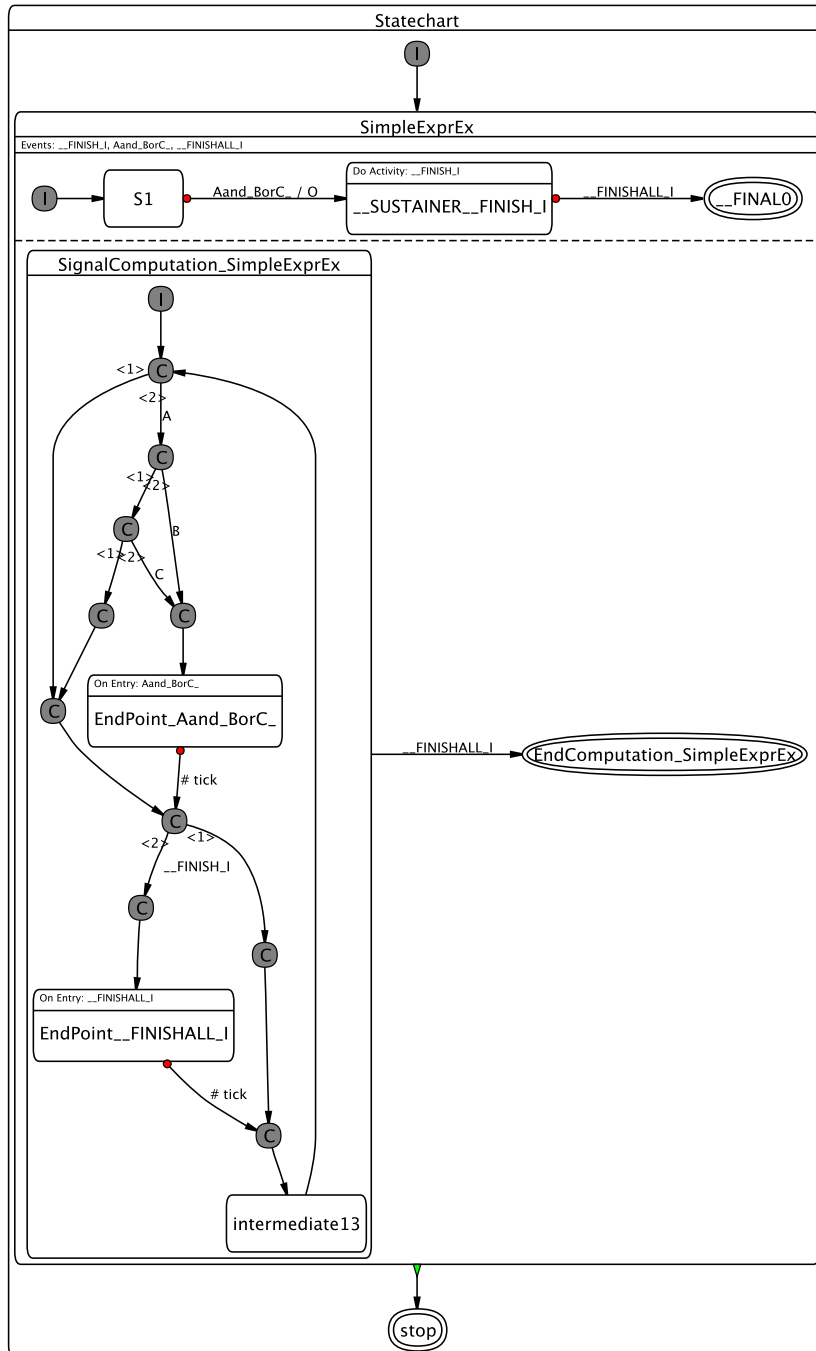 Statechart
I
SimpleExprEx
Events: __FINISH_I, Aand_BorC_, __FINISHALL_I
I
S1
Aand_BorC_ / O
Do Activity: __FINISH_I
__SUSTAINER__FINISH_I
__FINISHALL_I
__FINAL0
SignalComputation_SimpleExprEx
I
<1>
C
<2>
A
C
<1>
<2>
C
B
<1>
<2>
C
C
C
On Entry: Aand_BorC_
EndPoint_Aand_BorC_
C
__FINISHALL_I
EndComputation_SimpleExprEx
# tick
C
<2>
<1>
__FINISH_I
C
C
On Entry: __FINISHALL_I
EndPoint__FINISHALL_I
# tick
C
intermediate13
stop